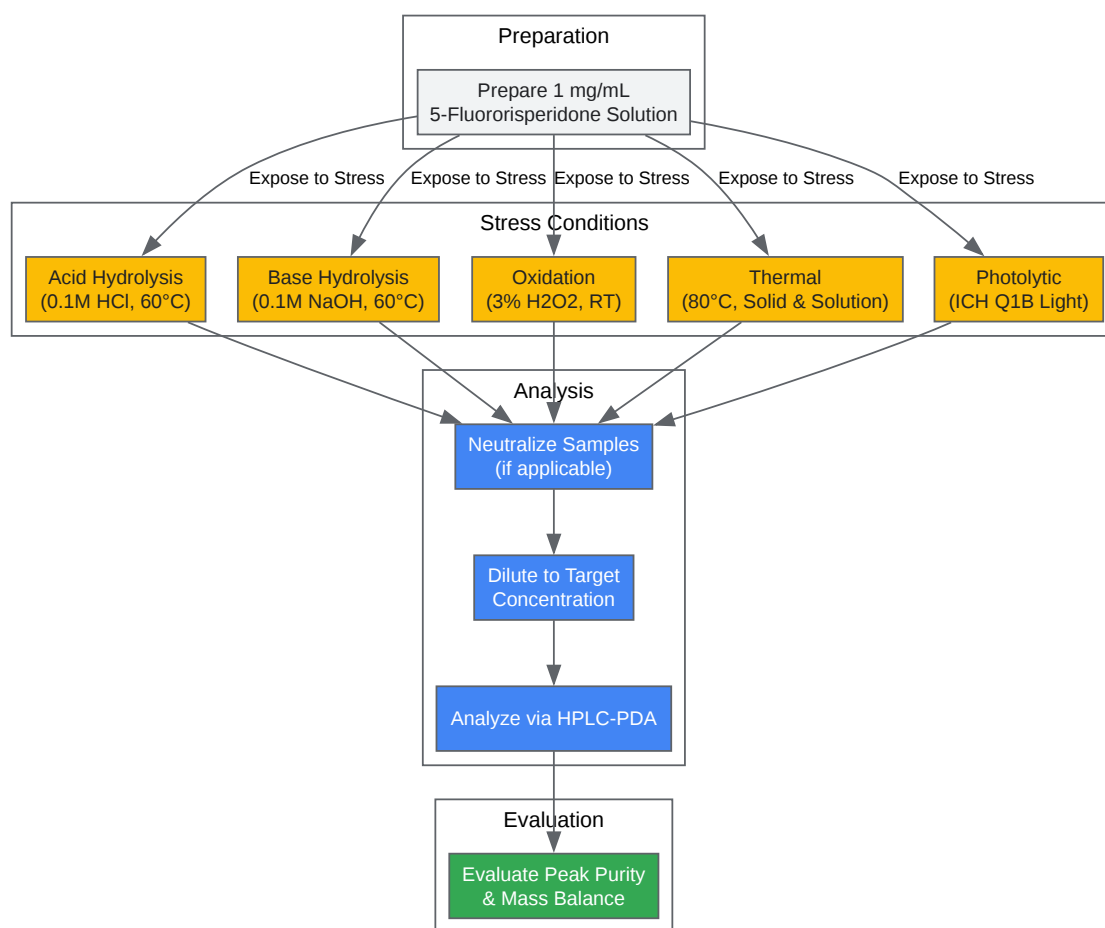 Preparation
Prepare 1 mg/mL
5-Fluororisperidone Solution
Expose to Stress
Expose to Stress
Expose to Stress
Expose to Stress
Expose to Stress
Stress Conditions
Acid Hydrolysis
(0.1M HCl, 60°C)
Base Hydrolysis
(0.1M NaOH, 60°C)
Oxidation
(3% H2O2, RT)
Thermal
(80°C, Solid & Solution)
Photolytic
(ICH Q1B Light)
Analysis
Neutralize Samples
(if applicable)
Dilute to Target
Concentration
Analyze via HPLC-PDA
Evaluation
Evaluate Peak Purity
& Mass Balance